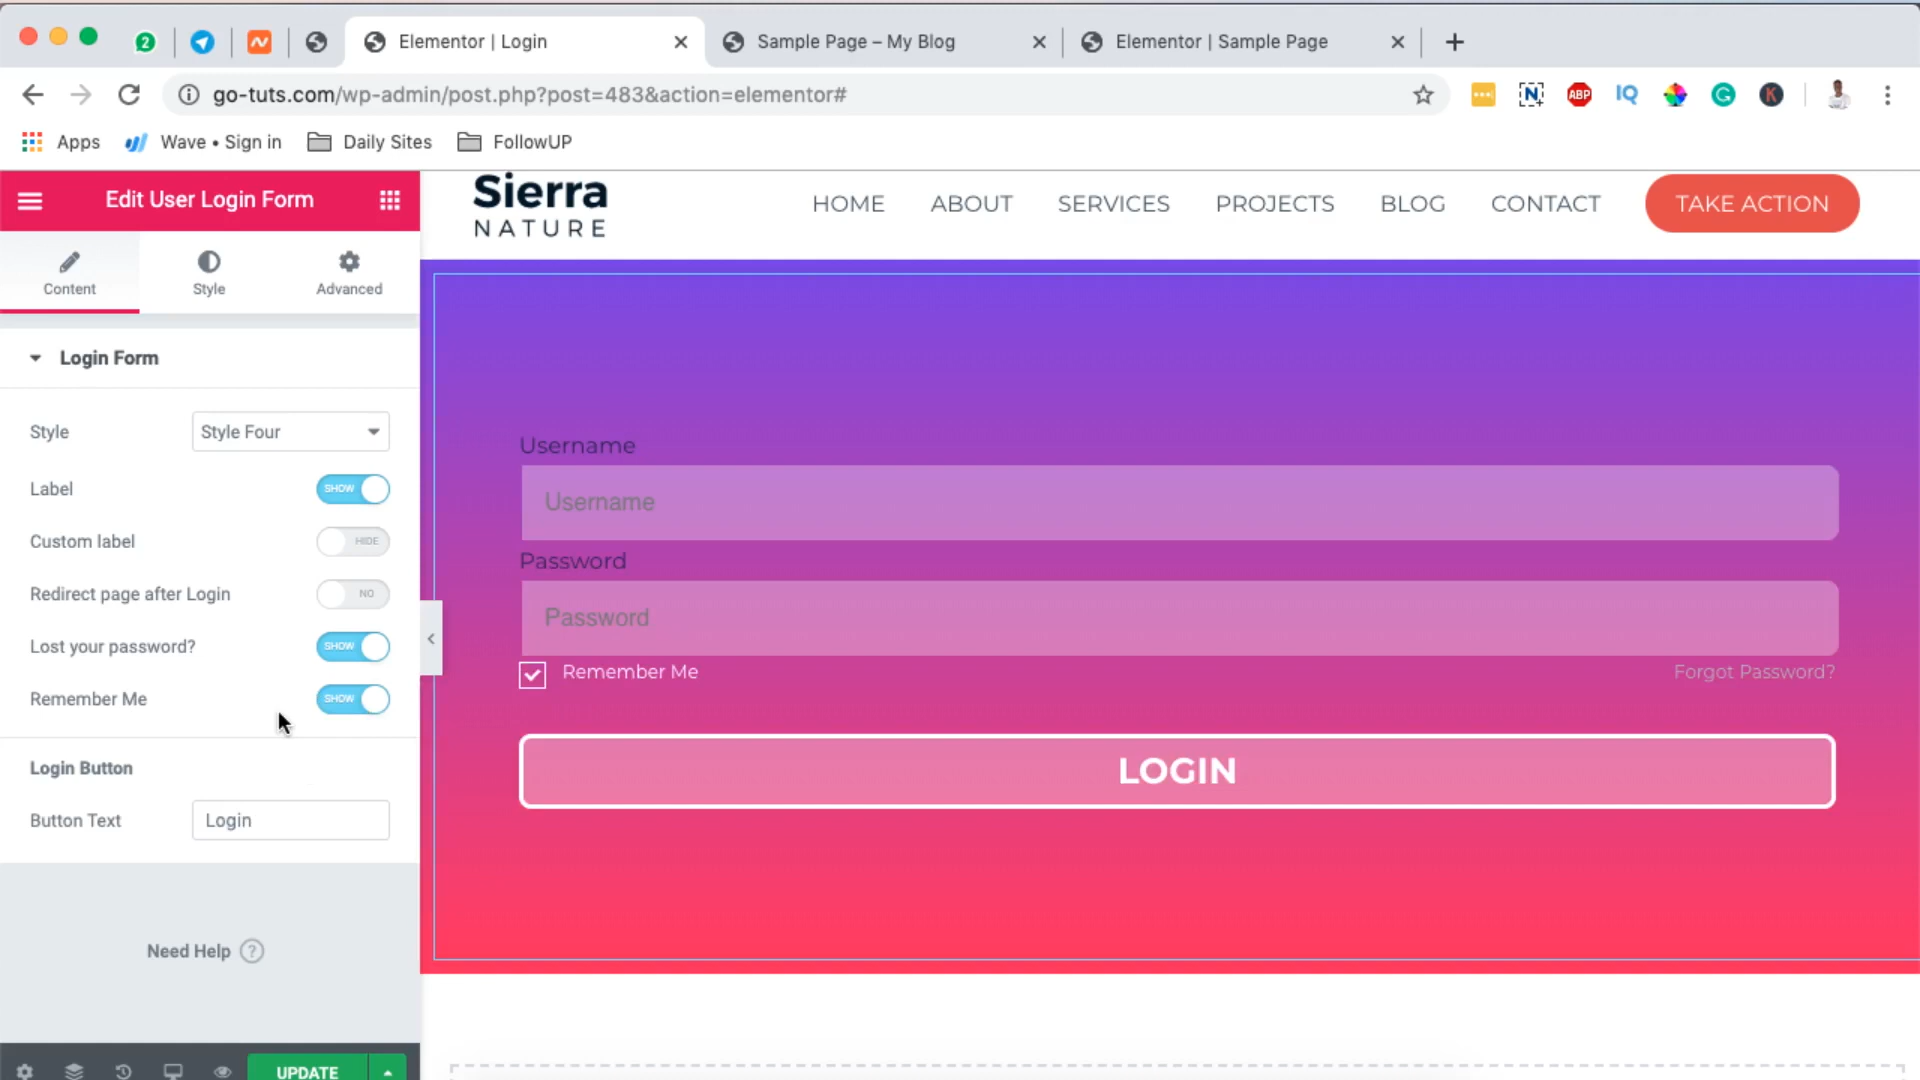 2
Elementor | Login
Sample Page – My Blog
Elementor | Sample Page
go-tuts.com/wp-admin/post.php?post=483&action=elementor#
N
ABP
IQ
G
K
Apps
Wave • Sign in
Daily Sites
FollowUP
Edit User Login Form
Sierra
NATURE
HOME
ABOUT
SERVICES
PROJECTS
BLOG
CONTACT
TAKE ACTION
Content
Style
Advanced
Login Form
Style
Style Four
Label
SHOW
Custom label
HIDE
Redirect page after Login
NO
Lost your password?
SHOW
Remember Me
SHOW
Login Button
Button Text
Login
Need Help ?
UPDATE
Username
Username
Password
Password
Remember Me
Forgot Password?
LOGIN